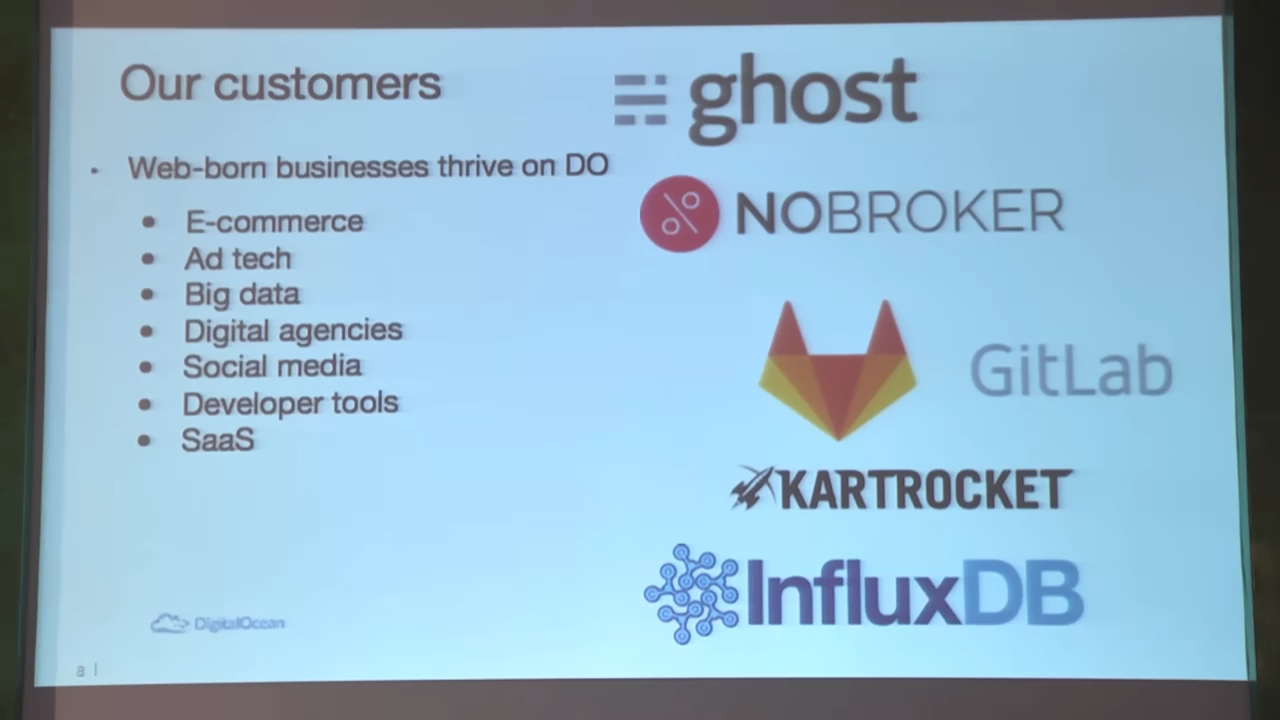 Our customers
Web-born businesses thrive on DO
E-commerce
Ad tech
Big data
Digital agencies
Social media
Developer tools
SaaS
ghost
NOBROKER
GitLab
KARTROCKET
InfluxDB
DigitalOcean
8 |